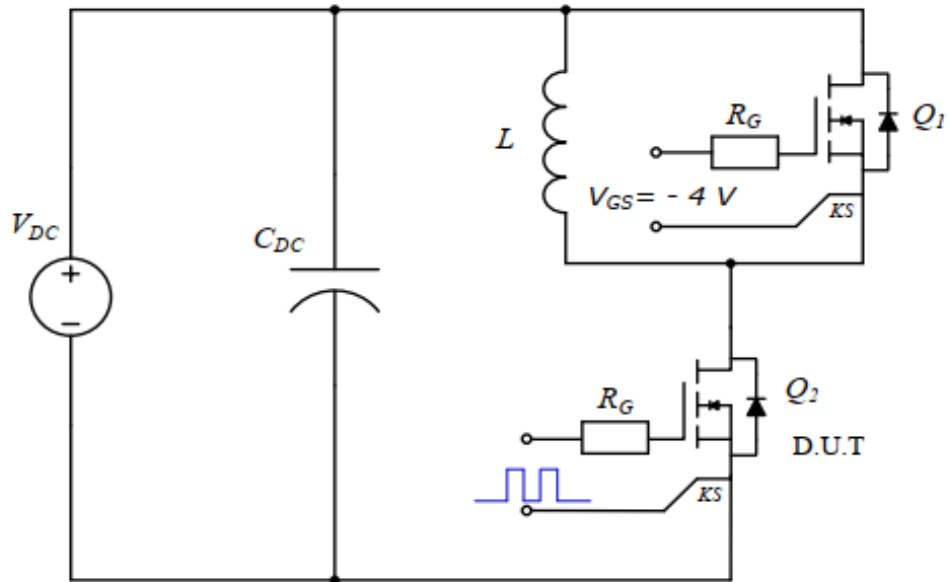 V_DC
C_DC
L
R_G
V_GS= - 4 V
KS
Q_1
R_G
KS
Q_2
D.U.T